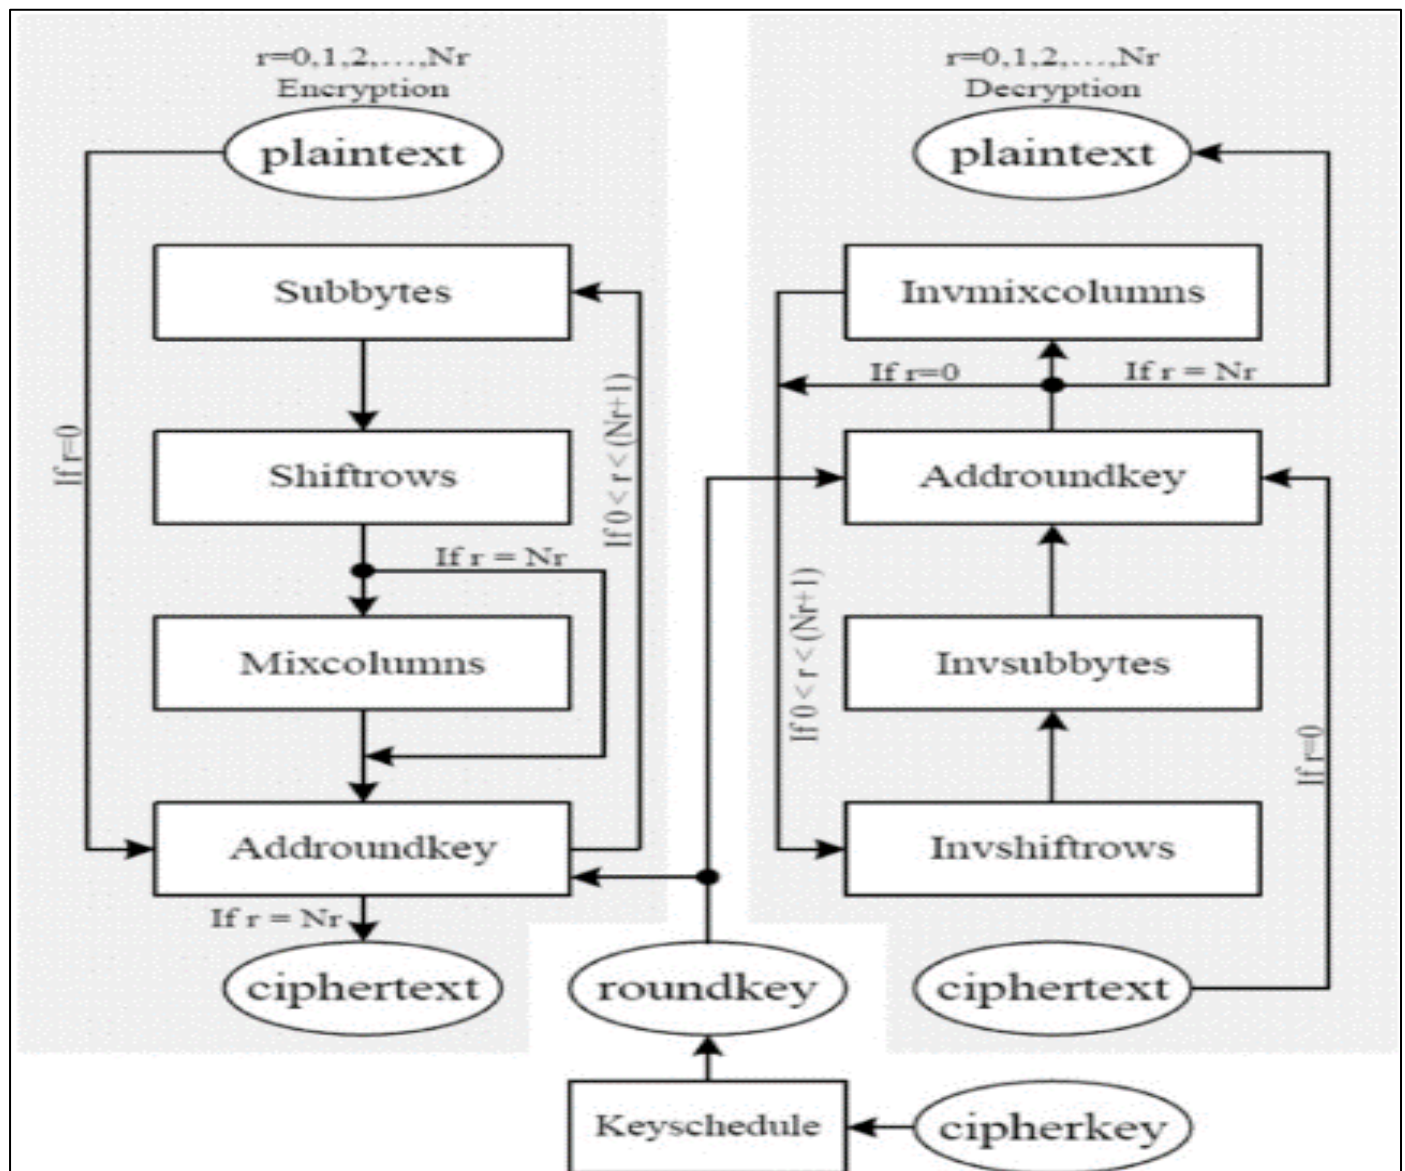 r=0,1,2,....,Nr
Encryption
plaintext
Subbytes
Shiftrows
If r = Nr
Mixcolumns
Addroundkey
If r = Nr
ciphertext
If r=0
If 0 < r < (Nr+1)
r=0,1,2,....,Nr
Decryption
plaintext
Invmixcolumns
If r=0
If r = Nr
Addroundkey
Invsubbytes
Invshiftrows
ciphertext
If 0 < r < (Nr+1)
If r=0
roundkey
Keyschedule
cipherkey